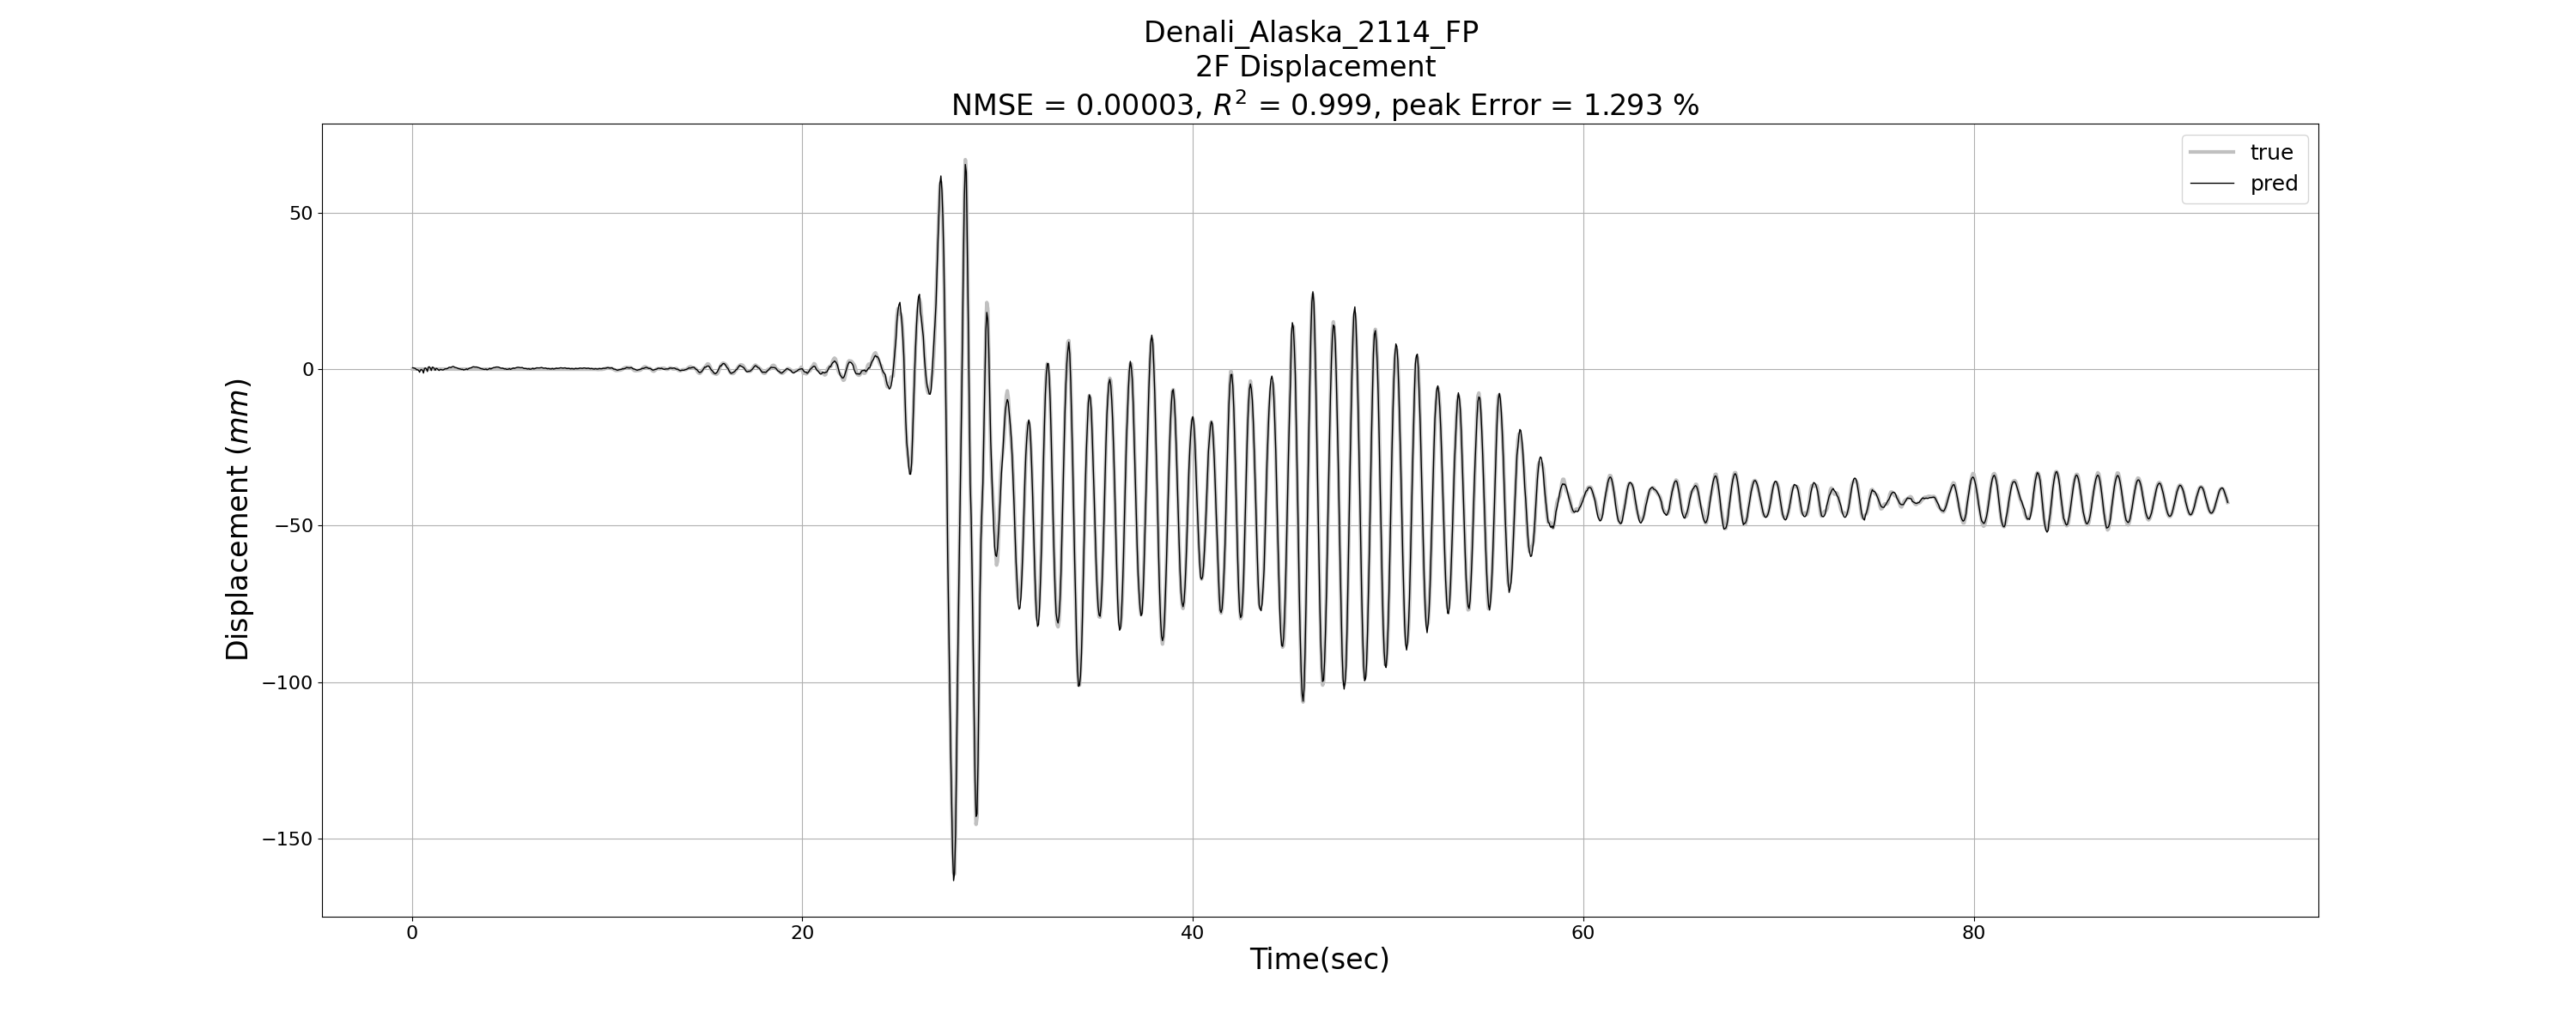 Denali_Alaska_2114_FP
2F Displacement
NMSE = 0.00003, R² = 0.999, peak Error = 1.293 %
true
pred
50
0
−50
−100
−150
Displacement (mm)
0 20 40 60 80
Time(sec)